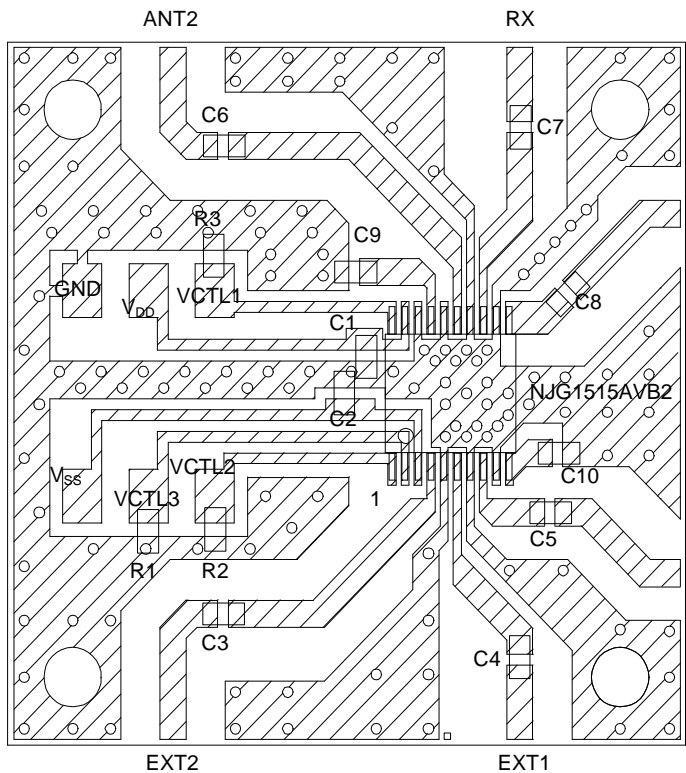 ANT2 RX
C6
C7
R3
C9
GND VDD VCTL1
C8
C1
NJG1515AVB2
C2
VSS VCTL3 VCTL2
C10
1
C5
R1 R2
C3
C4
EXT2 EXT1